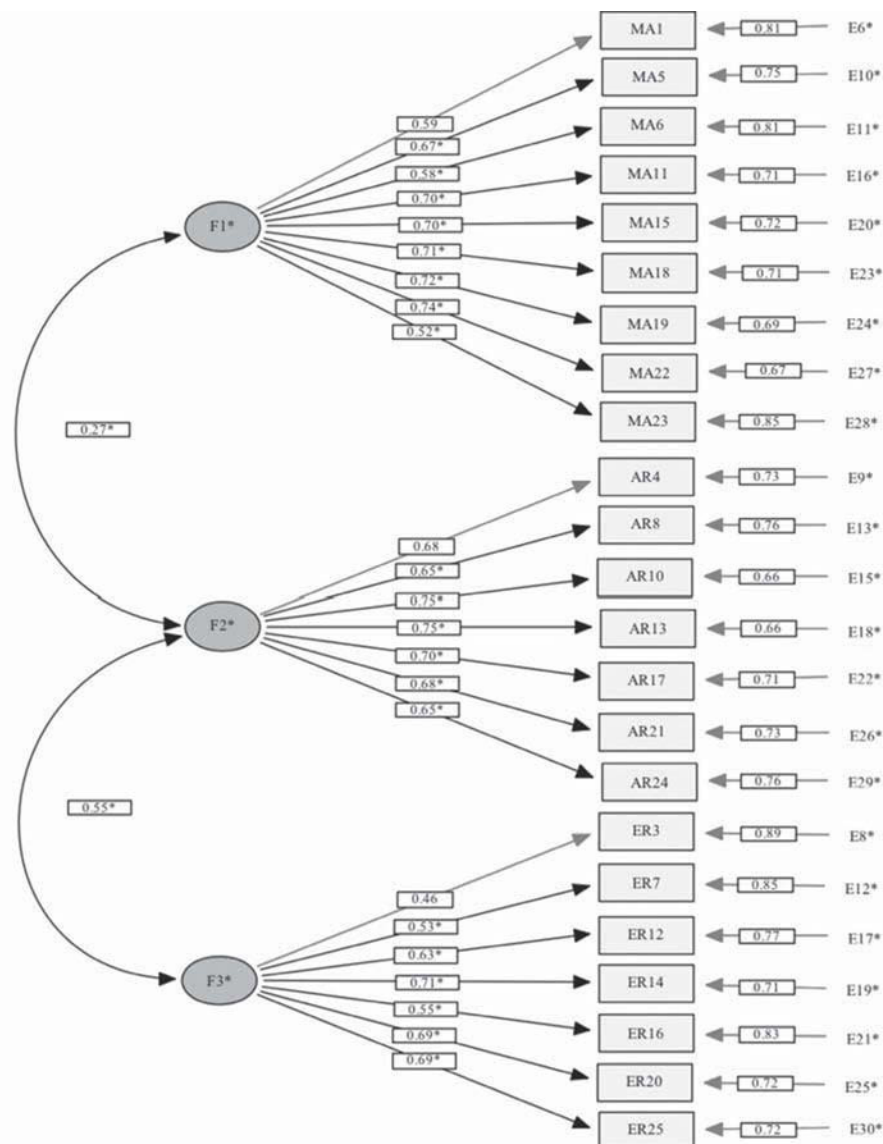 MA1 0.81 E6*
MA5 0.75 E10*
MA6 0.81 E11*
MA11 0.71 E16*
MA15 0.72 E20*
MA18 0.71 E23*
MA19 0.69 E24*
MA22 0.67 E27*
MA23 0.85 E28*
F1*
0.59
0.67*
0.58*
0.70*
0.70*
0.71*
0.72*
0.74*
0.52*
0.27*
AR4 0.73 E9*
AR8 0.76 E13*
AR10 0.66 E15*
AR13 0.66 E18*
AR17 0.71 E22*
AR21 0.73 E26*
AR24 0.76 E29*
F2*
0.68
0.65*
0.75*
0.75*
0.70*
0.68*
0.65*
0.55*
ER3 0.89 E8*
ER7 0.85 E12*
ER12 0.77 E17*
ER14 0.71 E19*
ER16 0.83 E21*
ER20 0.72 E25*
ER25 0.72 E30*
F3*
0.46
0.53*
0.63*
0.71*
0.55*
0.69*
0.69*